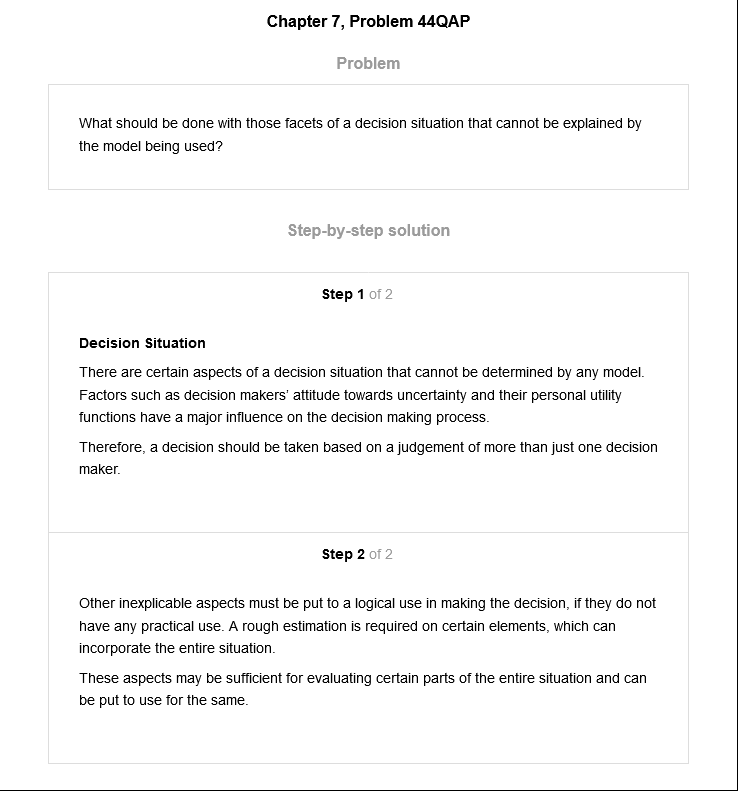 Chapter 7, Problem 44QAP
Problem
What should be done with those facets of a decision situation that cannot be explained by
the model being used?
Step-by-step solution
Step 1 of 2
Decision Situation
There are certain aspects of a decision situation that cannot be determined by any model.
Factors such as decision makers' attitude towards uncertainty and their personal utility
functions have a major influence on the decision making process.
Therefore, a decision should be taken based on a judgement of more than just one decision
maker.
Step 2 of 2
Other inexplicable aspects must be put to a logical use in making the decision, if they do not
have any practical use. A rough estimation is required on certain elements, which can
incorporate the entire situation.
These aspects may be sufficient for evaluating certain parts of the entire situation and can
be put to use for the same.